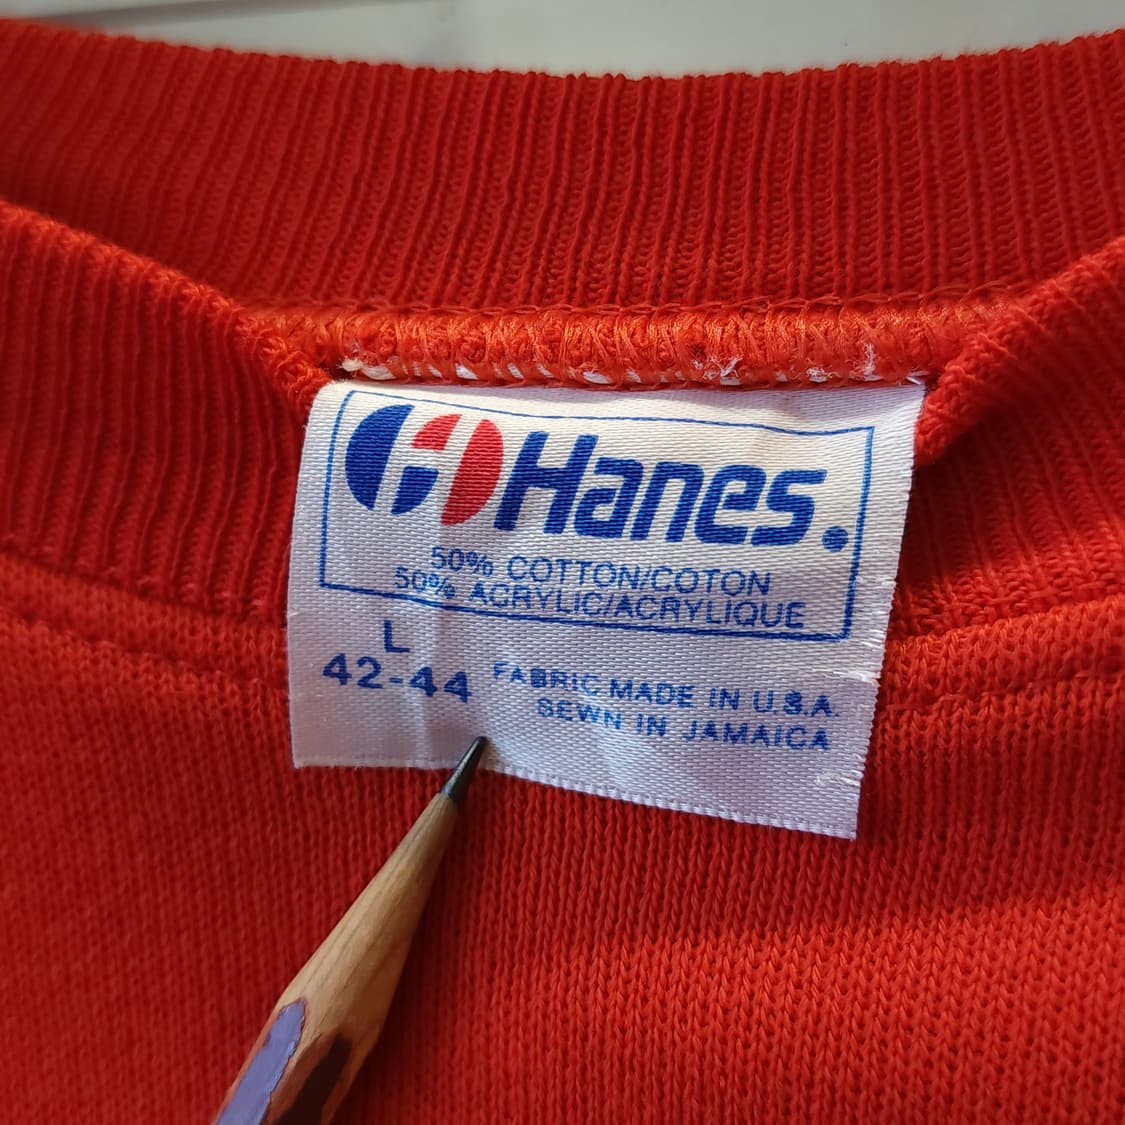 Hanes.®
50% COTTON/COTON
50% ACRYLIC/ACRYLIQUE
L
42-44
FABRIC MADE IN U.S.A.
SEWN IN JAMAICA